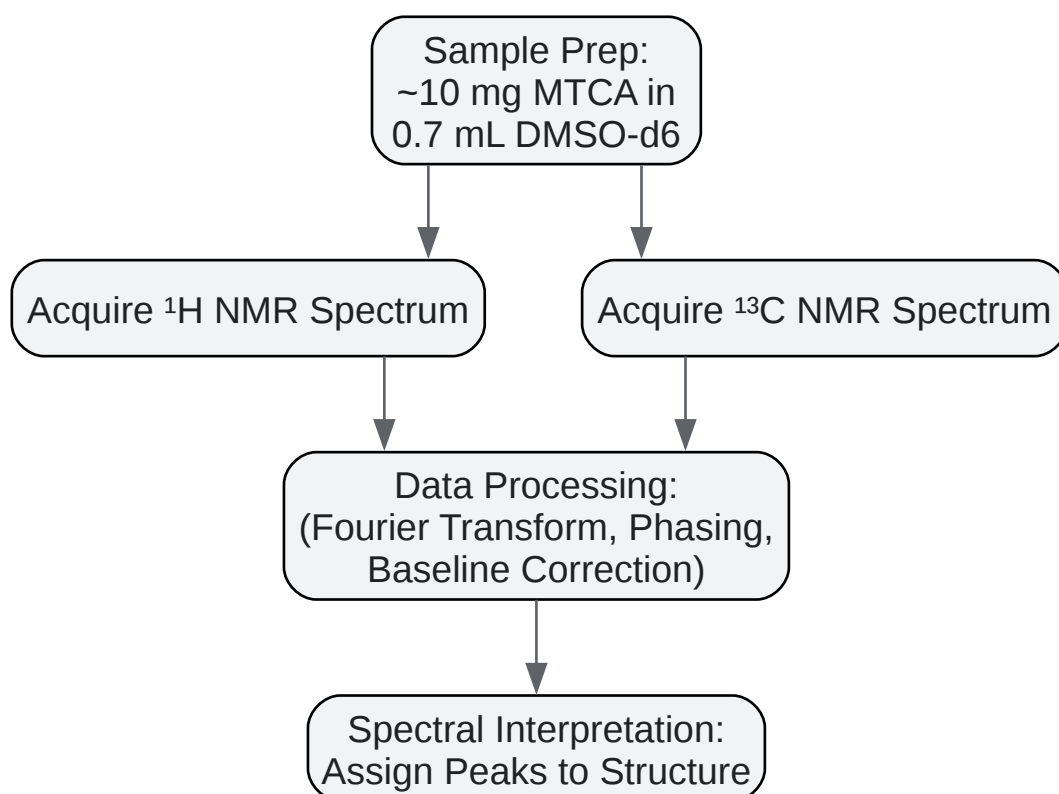 Sample Prep:
~10 mg MTCA in
0.7 mL DMSO-d6
Acquire ¹H NMR Spectrum
Acquire ¹³C NMR Spectrum
Data Processing:
(Fourier Transform, Phasing,
Baseline Correction)
Spectral Interpretation:
Assign Peaks to Structure